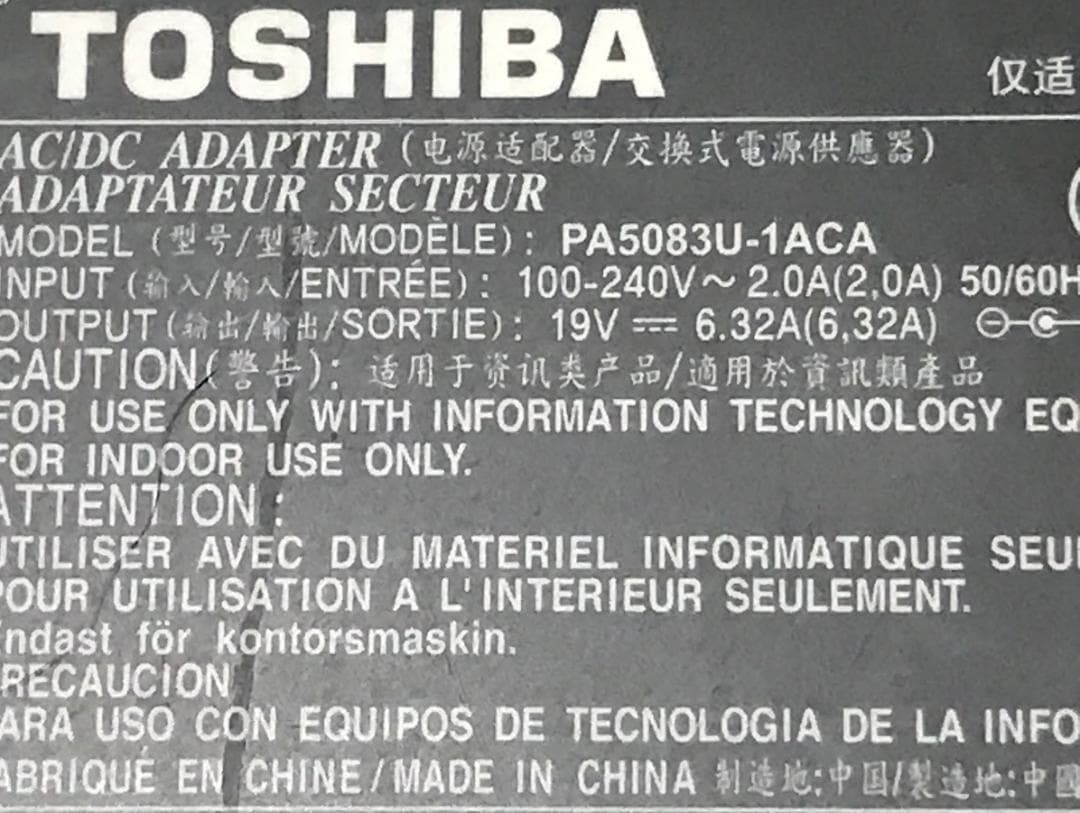 TOSHIBA
仅适
AC/DC ADAPTER (电源适配器/交換式電源供應器)
ADAPTATEUR SECTEUR
MODEL (型号/型號/MODÈLE): PA5083U-1ACA
INPUT (输入/輸入/ENTRÉE): 100-240V～ 2.0A(2,0A) 50/60H
OUTPUT (输出/輸出/SORTIE): 19V ⎓ 6.32A(6,32A)
CAUTION (警告): 适用于资讯类产品/適用於資訊類產品
FOR USE ONLY WITH INFORMATION TECHNOLOGY EQ
FOR INDOOR USE ONLY.
ATTENTION :
UTILISER AVEC DU MATERIEL INFORMATIQUE SEUL
POUR UTILISATION A L'INTERIEUR SEULEMENT.
Endast för kontorsmaskin.
PRECAUCION
PARA USO CON EQUIPOS DE TECNOLOGIA DE LA INFO
FABRIQUÉ EN CHINE/MADE IN CHINA 制造地:中国/製造地:中國